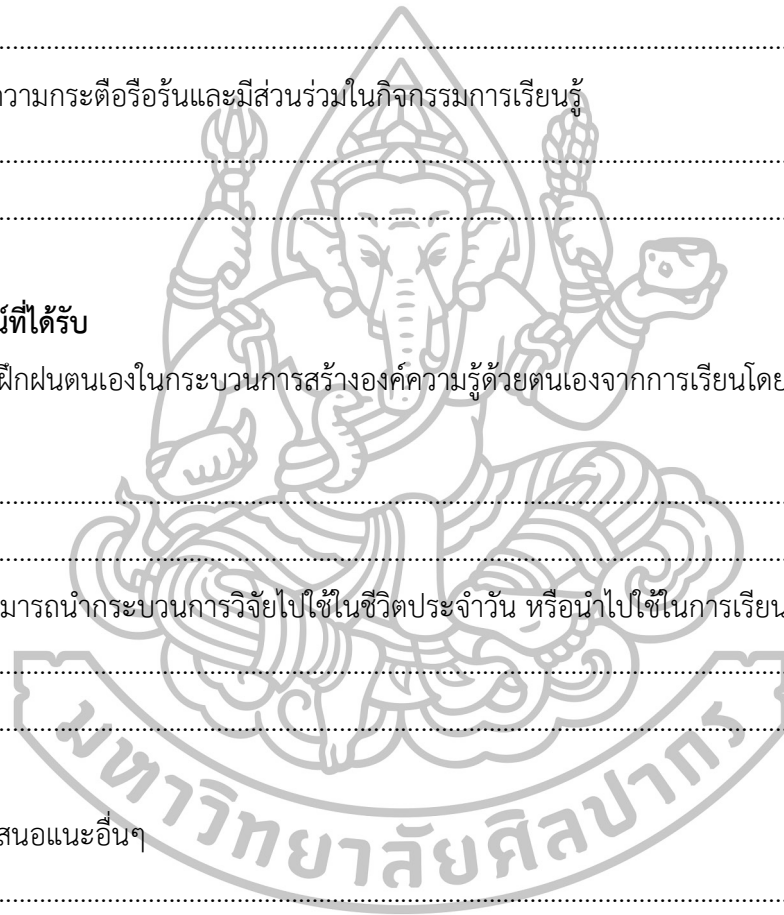 ................................................................................
วามกระตือรือร้นและมีส่วนร่วมในกิจกรรมการเรียนรู้
................................................................................
................................................................................
น์ที่ได้รับ
ฝึกฝนตนเองในกระบวนการสร้างองค์ความรู้ด้วยตนเองจากการเรียนโดย
................................................................................
................................................................................
มารถนำกระบวนการวิจัยไปใช้ในชีวิตประจำวัน หรือนำไปใช้ในการเรียน
................................................................................
................................................................................
สนอแนะอื่นๆ
................................................................................
มหาวิทยาลัยศิลปากร